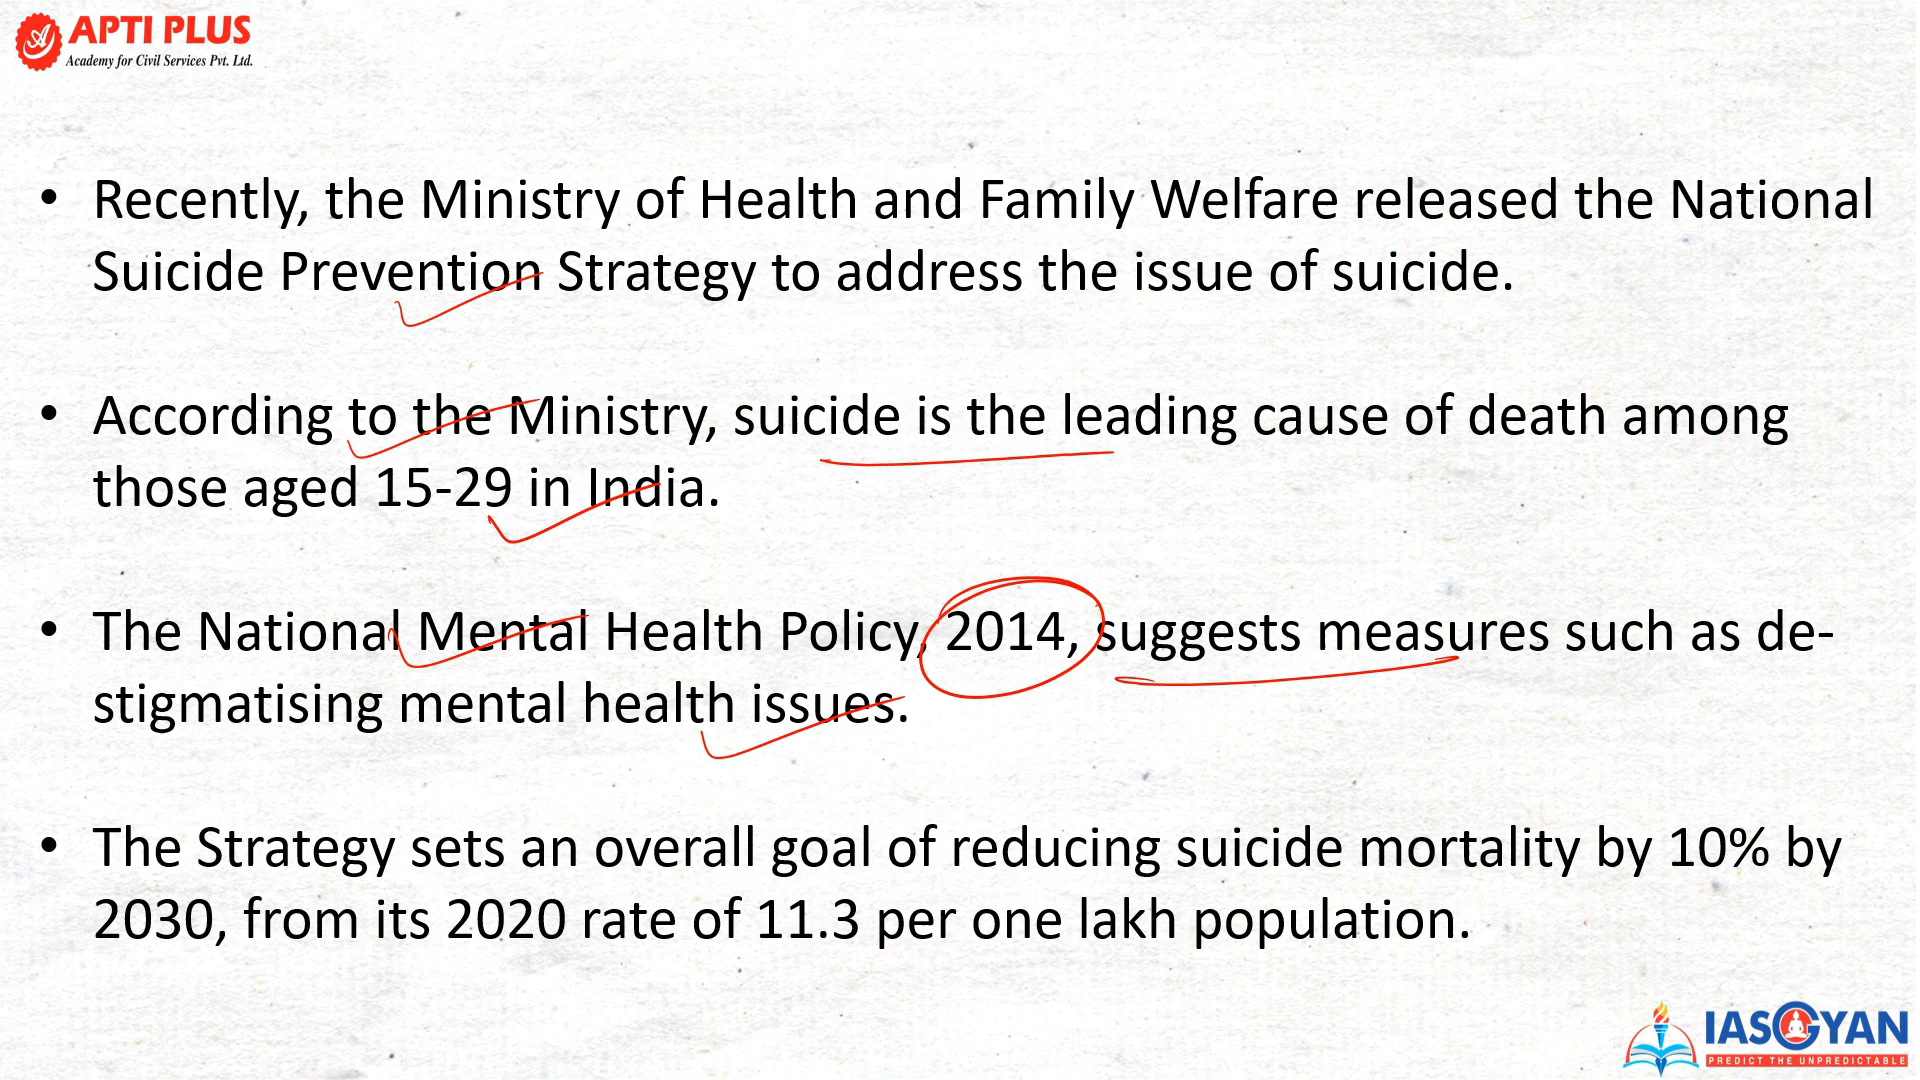 APTI PLUS
Academy for Civil Services Pvt. Ltd.
• Recently, the Ministry of Health and Family Welfare released the National
Suicide Prevention Strategy to address the issue of suicide.
• According to the Ministry, suicide is the leading cause of death among
those aged 15-29 in India.
• The National Mental Health Policy, 2014, suggests measures such as de-
stigmatising mental health issues.
• The Strategy sets an overall goal of reducing suicide mortality by 10% by
2030, from its 2020 rate of 11.3 per one lakh population.
IASGYAN
PREDICT THE UNPREDICTABLE